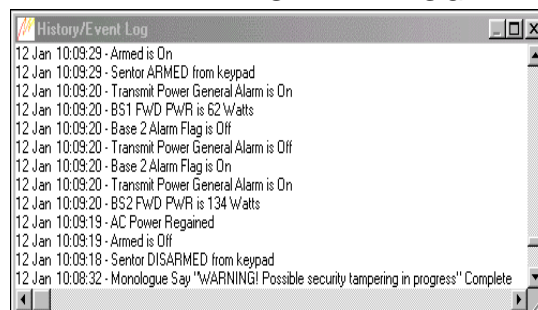 History/Event Log
12 Jan 10:09:29 - Armed is On
12 Jan 10:09:29 - Sentor ARMED from keypad
12 Jan 10:09:20 - Transmit Power General Alarm is On
12 Jan 10:09:20 - BS1 FWD PWR is 62 Watts
12 Jan 10:09:20 - Base 2 Alarm Flag is Off
12 Jan 10:09:20 - Transmit Power General Alarm is Off
12 Jan 10:09:20 - Base 2 Alarm Flag is On
12 Jan 10:09:20 - Transmit Power General Alarm is On
12 Jan 10:09:20 - BS2 FWD PWR is 134 Watts
12 Jan 10:09:19 - AC Power Regained
12 Jan 10:09:19 - Armed is Off
12 Jan 10:09:18 - Sentor DISARMED from keypad
12 Jan 10:08:32 - Monologue Say "WARNING! Possible security tampering in progress" Complete